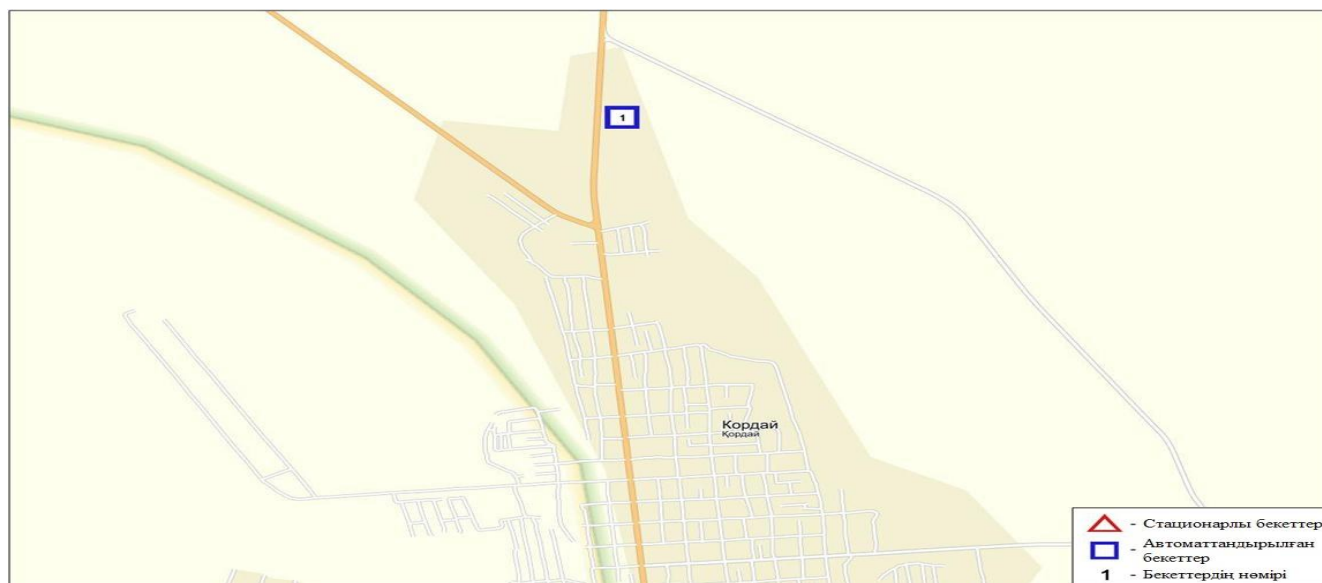 1
Кордай
Қордай
- Стационарлы бекеттер
- Автоматтандырылған
бекеттер
1 - Бекеттердің нөмірі